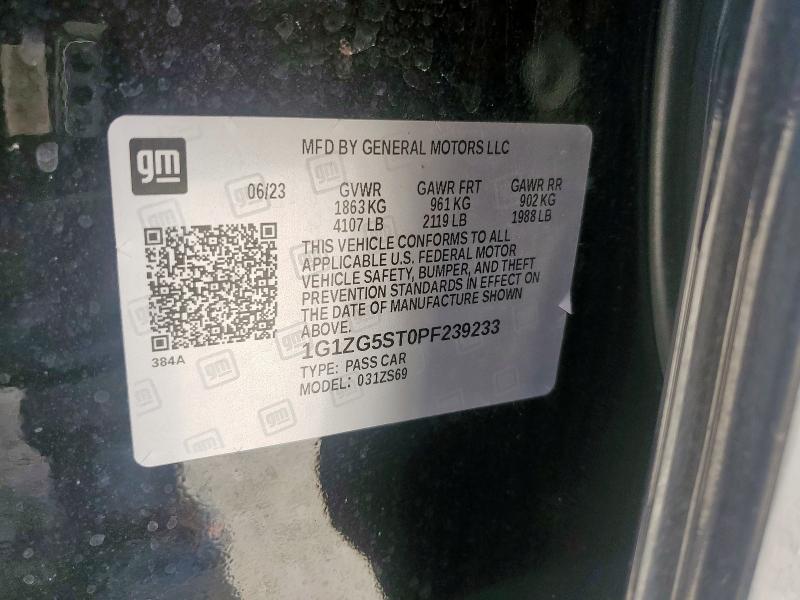 gm
MFD BY GENERAL MOTORS LLC
06/23 GVWR GAWR FRT GAWR RR
1863 KG 961 KG 902 KG
4107 LB 2119 LB 1988 LB
THIS VEHICLE CONFORMS TO ALL
APPLICABLE U.S. FEDERAL MOTOR
VEHICLE SAFETY, BUMPER, AND THEFT
PREVENTION STANDARDS IN EFFECT ON
THE DATE OF MANUFACTURE SHOWN
ABOVE.
1G1ZG5ST0PF239233
384A
TYPE: PASS CAR
MODEL: 031ZS69